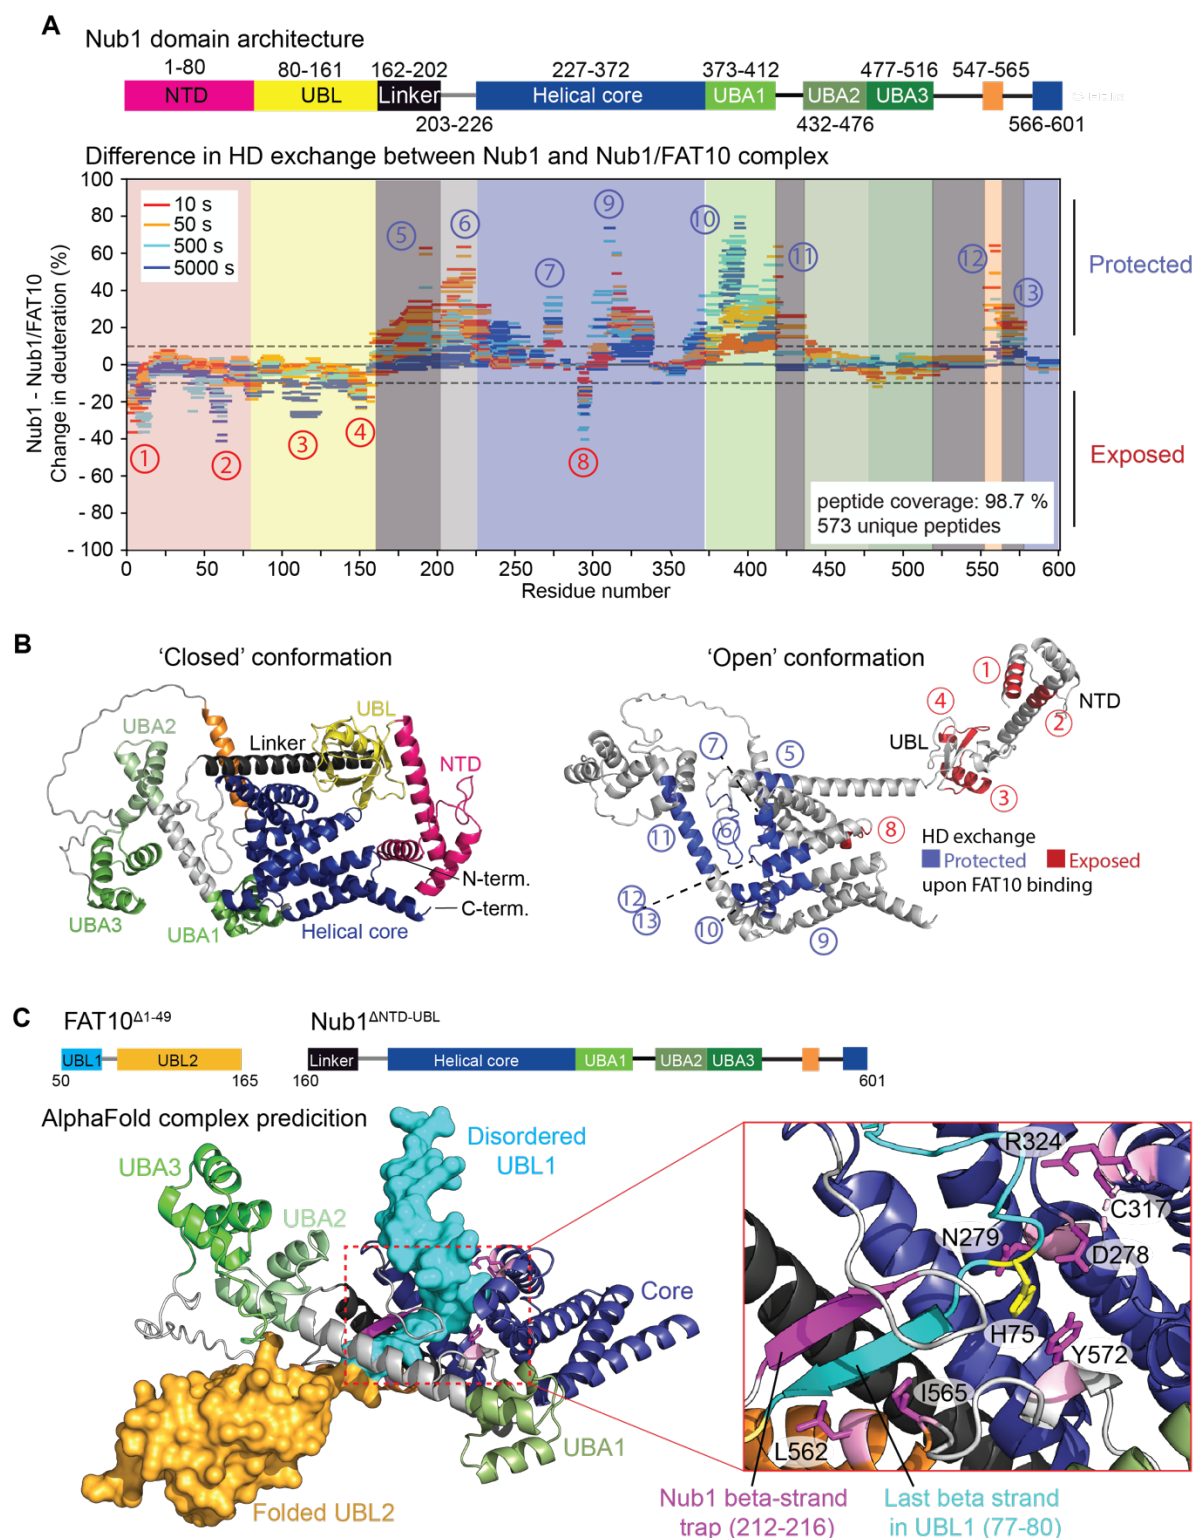 A
Nub1 domain architecture
1-80 80-161 162-202 227-372 373-412 477-516 547-565
NTD UBL Linker Helical core UBA1 UBA2 UBA3
203-226 432-476 566-601
Difference in HD exchange between Nub1 and Nub1/FAT10 complex
Nub1 - Nub1/FAT10
Change in deuteration (%)
100
80
60
40
20
0
- 20
- 40
- 60
- 80
- 100
10 s
50 s
500 s
5000 s
1
2
3
4
5
6
7
8
9
10
11
12
13
Protected
Exposed
peptide coverage: 98.7 %
573 unique peptides
0 50 100 150 200 250 300 350 400 450 500 550 600
Residue number
B
'Closed' conformation
UBA2
Linker
UBL
NTD
UBA3
UBA1
Helical core
N-term.
C-term.
'Open' conformation
1
NTD
2
4
UBL
3
7
5
6
8
11
12
13
10
9
HD exchange
Protected Exposed
upon FAT10 binding
C
FAT10Δ1-49
UBL1 UBL2
50 165
Nub1ΔNTD-UBL
Linker Helical core UBA1 UBA2 UBA3
160 601
AlphaFold complex predicition
Disordered
UBL1
UBA3
UBA2
Core
UBA1
Folded UBL2
R324
C317
N279
D278
H75
Y572
I565
L562
Nub1 beta-strand
trap (212-216)
Last beta strand
in UBL1 (77-80)